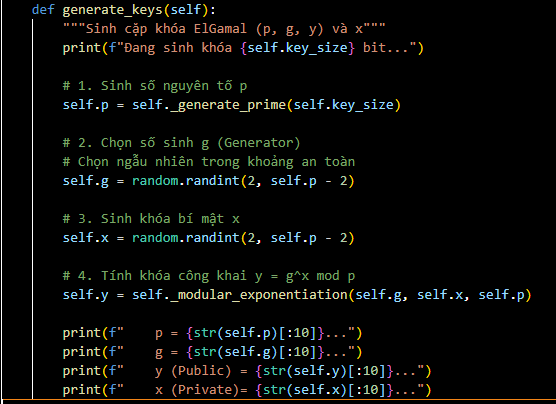 def generate_keys(self):
    """Sinh cặp khóa ElGamal (p, g, y) và x"""
    print(f"Đang sinh khóa {self.key_size} bit...")
    # 1. Sinh số nguyên tố p
    self.p = self._generate_prime(self.key_size)
    # 2. Chọn số sinh g (Generator)
    # Chọn ngẫu nhiên trong khoảng an toàn
    self.g = random.randint(2, self.p - 2)
    # 3. Sinh khóa bí mật x
    self.x = random.randint(2, self.p - 2)
    # 4. Tính khóa công khai y = g^x mod p
    self.y = self._modular_exponentiation(self.g, self.x, self.p)
    print(f"    p = {str(self.p)[:10]}...")
    print(f"    g = {str(self.g)[:10]}...")
    print(f"    y (Public) = {str(self.y)[:10]}...")
    print(f"    x (Private)= {str(self.x)[:10]}...")